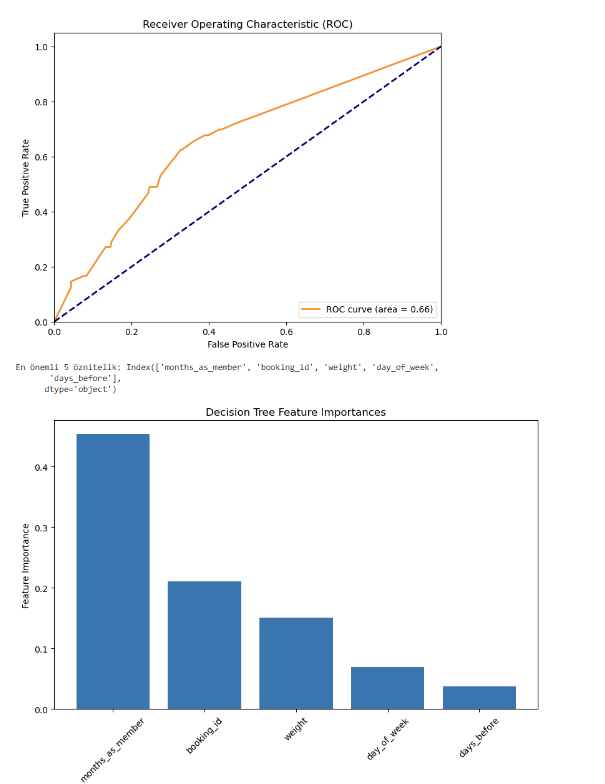 Receiver Operating Characteristic (ROC)
1.0
0.8
0.6
0.4
0.2
0.0
True Positive Rate
ROC curve (area = 0.66)
0.0 0.2 0.4 0.6 0.8 1.0
False Positive Rate
En önemli 5 öznitelik: Index(['months_as_member', 'booking_id', 'weight', 'day_of_week',
'days_before'],
dtype='object')
Decision Tree Feature Importances
0.4
0.3
0.2
0.1
0.0
Feature Importance
months_as_member
booking_id
weight
day_of_week
days_before